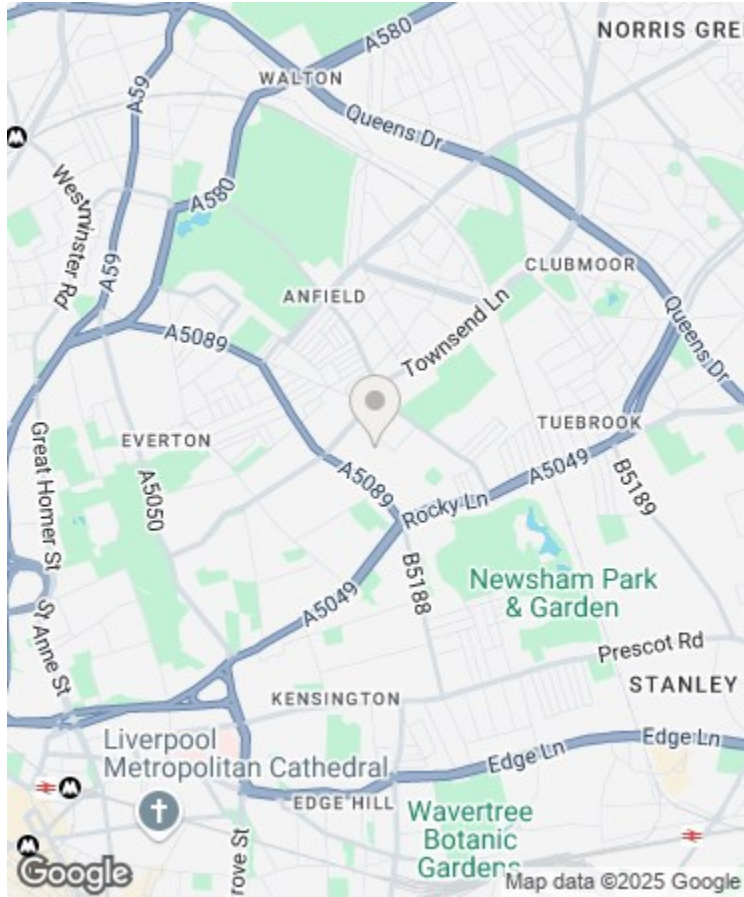 NORRIS GREE
A580
WALTON
A59
Queens Dr
Westminster Rd
A580
A59
CLUBMOOR
ANFIELD
Townsend Ln
Queens Dr
A5089
TUEBROOK
EVERTON
A5089
A5049
B5189
Great Homer St
A5050
Rocky Ln
B5188
Newsham Park
& Garden
A5049
St Anne St
Prescot Rd
STANLEY
KENSINGTON
Liverpool
Metropolitan Cathedral
Edge Ln
Edge Ln
EDGE HILL
Wavertree
Botanic
Gardens
rove St
Google
Map data ©2025 Google